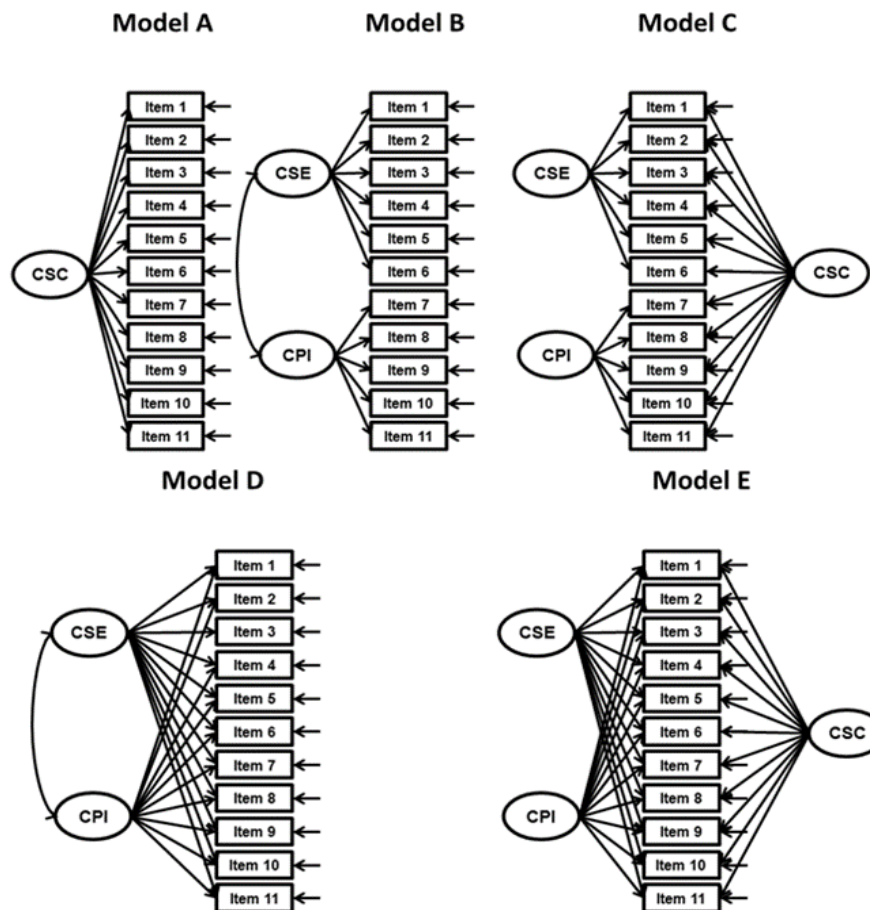 Model A
CSC
Item 1
Item 2
Item 3
Item 4
Item 5
Item 6
Item 7
Item 8
Item 9
Item 10
Item 11
Model B
CSE
CPI
Item 1
Item 2
Item 3
Item 4
Item 5
Item 6
Item 7
Item 8
Item 9
Item 10
Item 11
Model C
CSE
CPI
Item 1
Item 2
Item 3
Item 4
Item 5
Item 6
Item 7
Item 8
Item 9
Item 10
Item 11
CSC
Model D
CSE
CPI
Item 1
Item 2
Item 3
Item 4
Item 5
Item 6
Item 7
Item 8
Item 9
Item 10
Item 11
Model E
CSE
CPI
Item 1
Item 2
Item 3
Item 4
Item 5
Item 6
Item 7
Item 8
Item 9
Item 10
Item 11
CSC